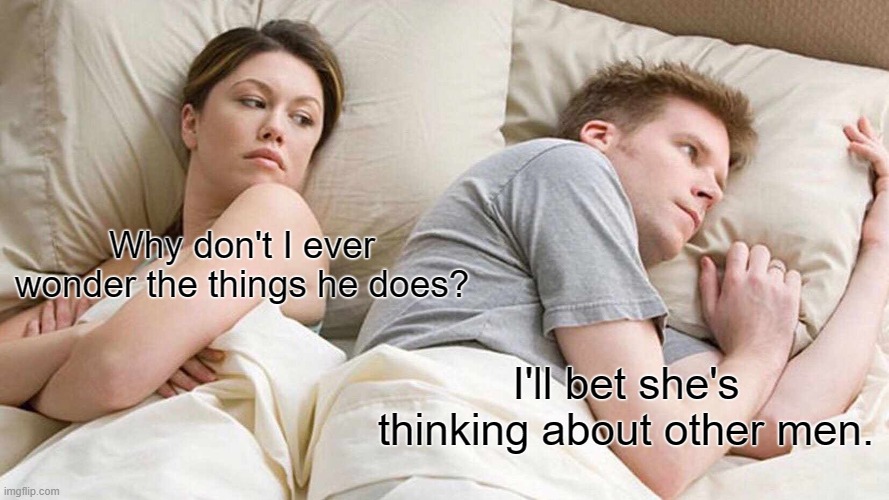 Why don't I ever
wonder the things he does?
I'll bet she's
thinking about other men.
imgflip.com